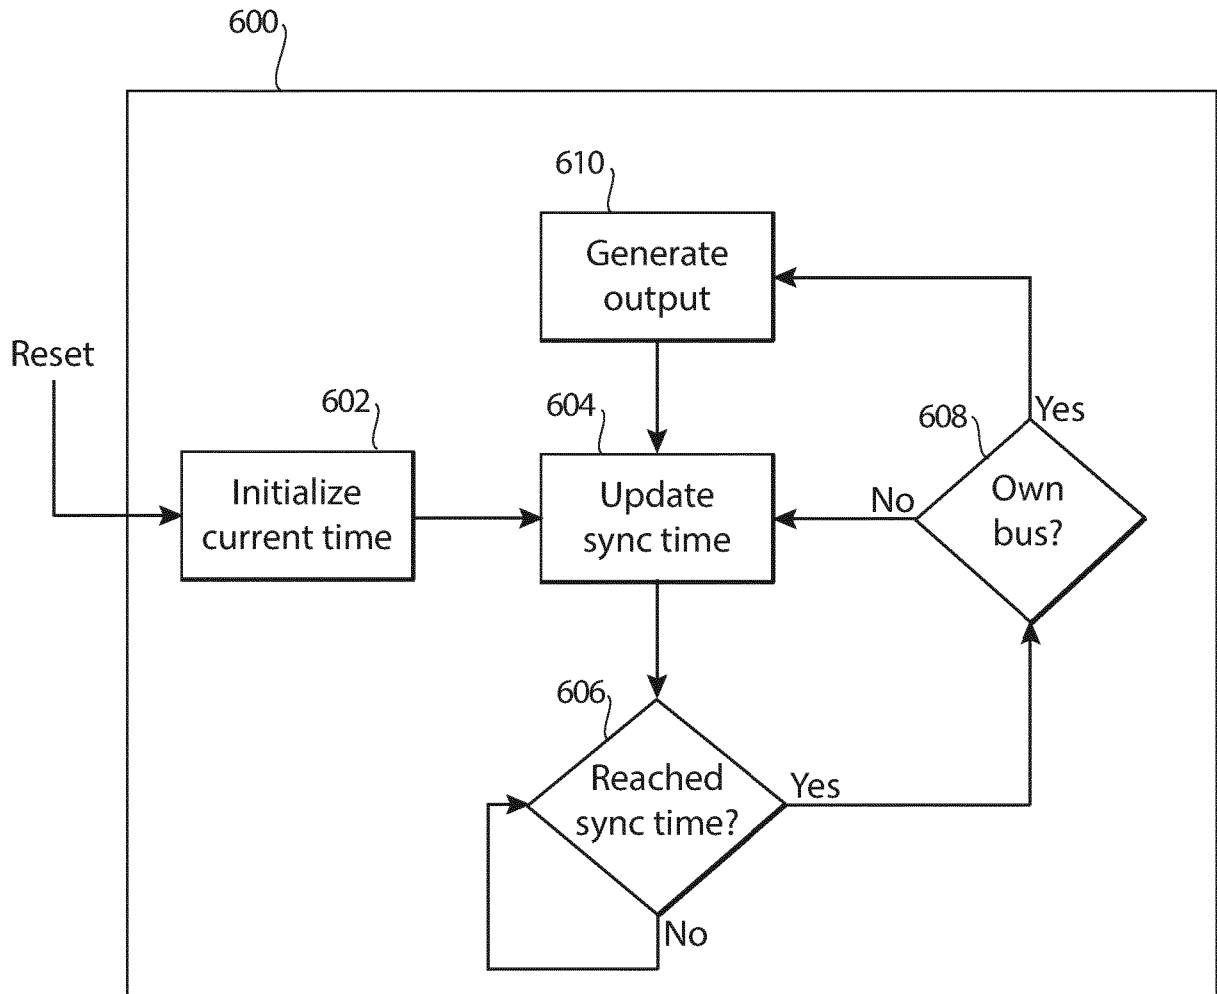 600
610
Generate
output
Reset
602
Initialize
current time
604
Update
sync time
608
Yes
No
Own
bus?
606
Reached
sync time?
Yes
No